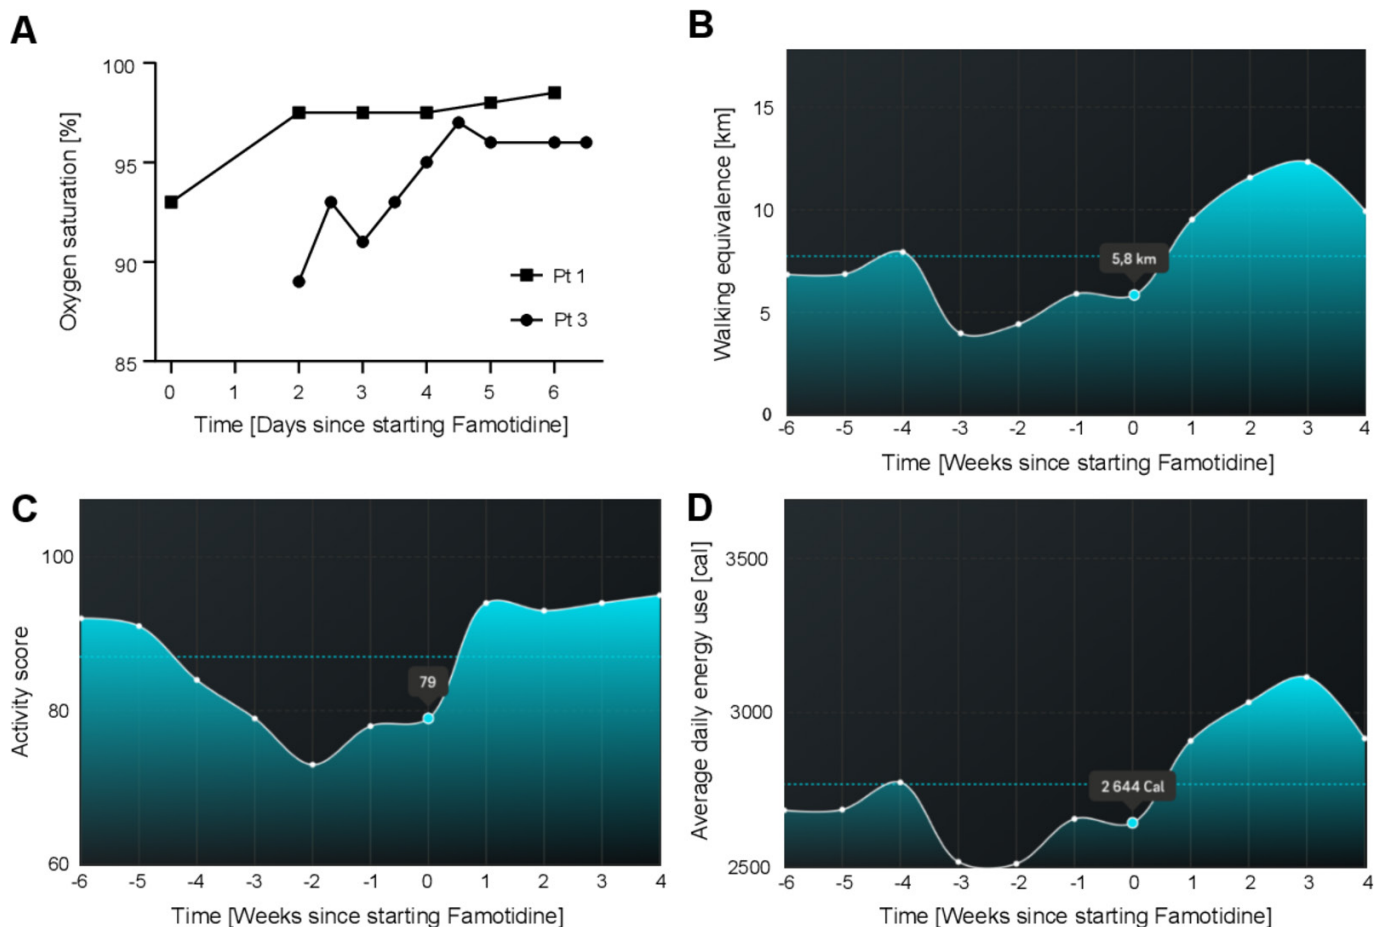 A
100
95
90
85
Oxygen saturation [%]
Pt 1
Pt 3
0 1 2 3 4 5 6
Time [Days since starting Famotidine]
B
15
10
5
0
Walking equivalence [km]
5,8 km
-6 -5 -4 -3 -2 -1 0 1 2 3 4
Time [Weeks since starting Famotidine]
C
100
80
60
Activity score
79
-6 -5 -4 -3 -2 -1 0 1 2 3 4
Time [Weeks since starting Famotidine]
D
3500
3000
2500
Average daily energy use [cal]
2 644 Cal
-6 -5 -4 -3 -2 -1 0 1 2 3 4
Time [Weeks since starting Famotidine]